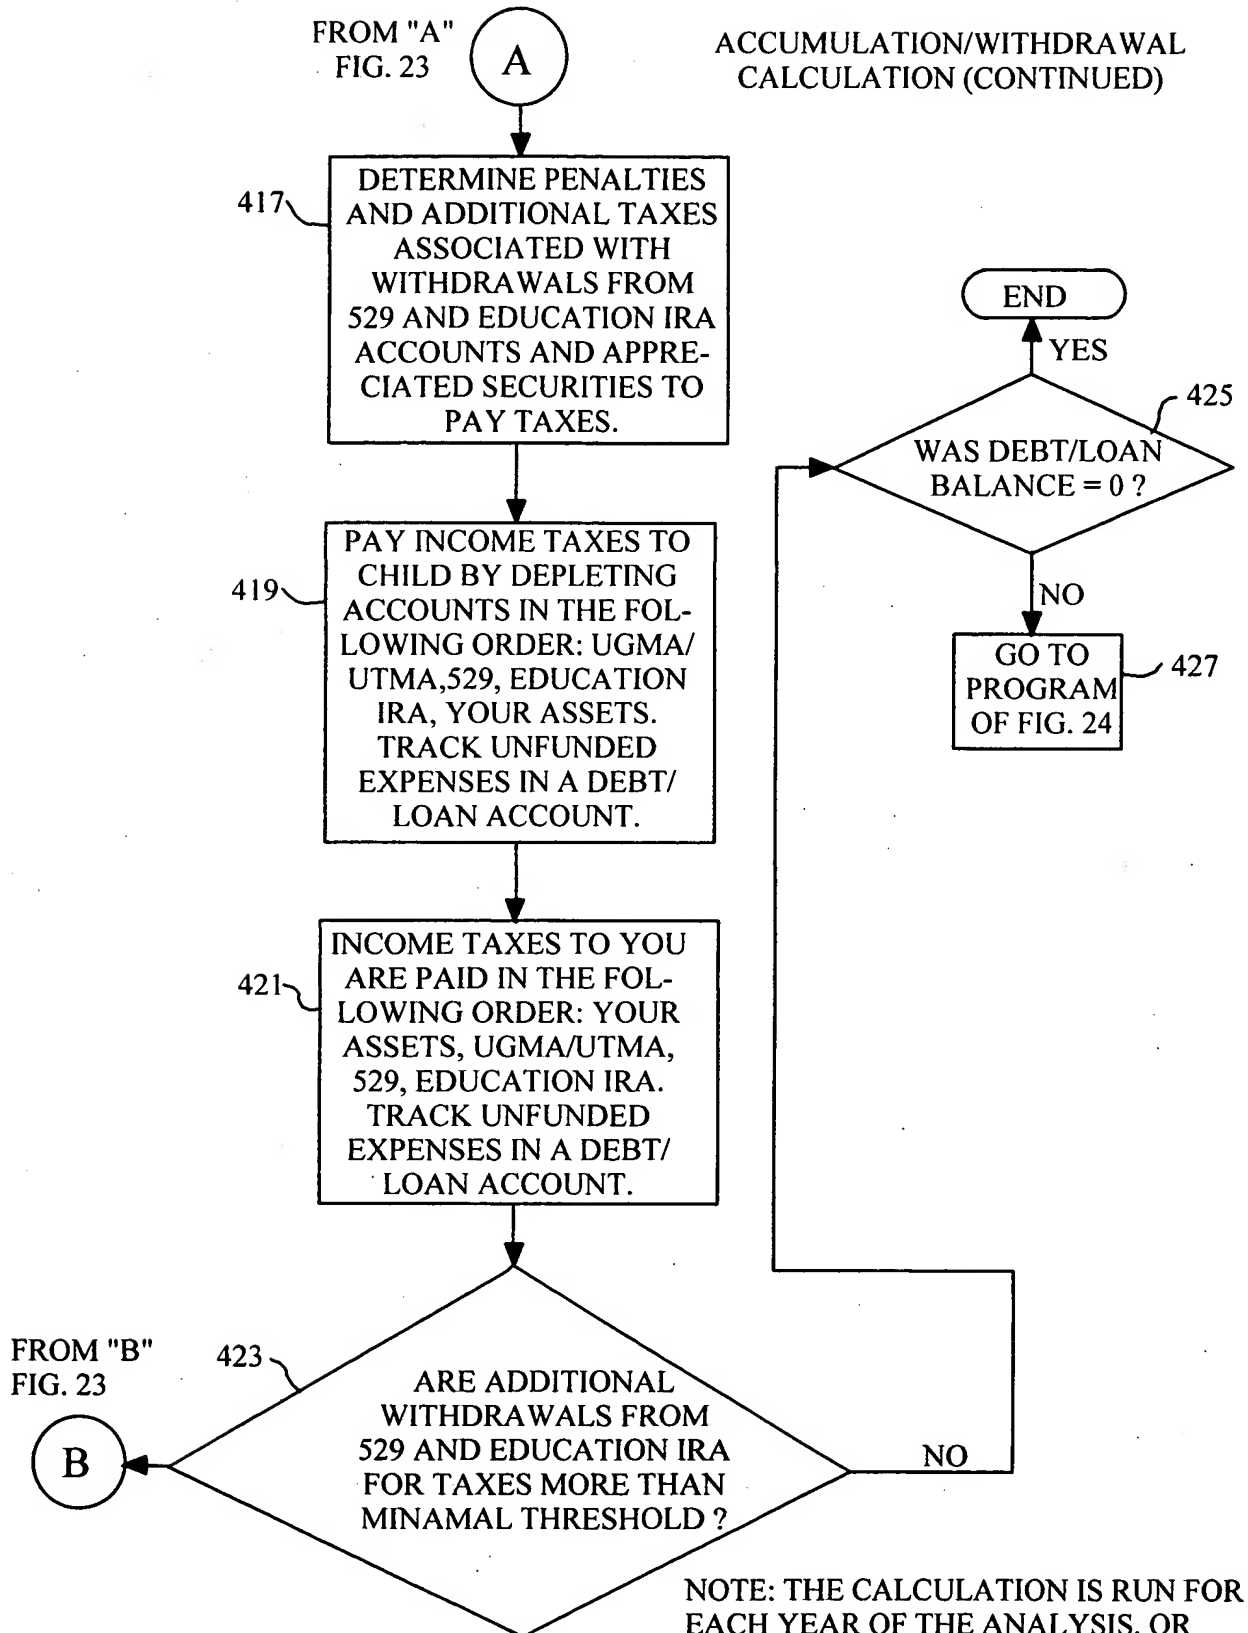 FROM "A"
FIG. 23
A
ACCUMULATION/WITHDRAWAL
CALCULATION (CONTINUED)
417
DETERMINE PENALTIES
AND ADDITIONAL TAXES
ASSOCIATED WITH
WITHDRAWALS FROM
529 AND EDUCATION IRA
ACCOUNTS AND APPRE-
CIATED SECURITIES TO
PAY TAXES.
419
PAY INCOME TAXES TO
CHILD BY DEPLETING
ACCOUNTS IN THE FOL-
LOWING ORDER: UGMA/
UTMA,529, EDUCATION
IRA, YOUR ASSETS.
TRACK UNFUNDED
EXPENSES IN A DEBT/
LOAN ACCOUNT.
421
INCOME TAXES TO YOU
ARE PAID IN THE FOL-
LOWING ORDER: YOUR
ASSETS, UGMA/UTMA,
529, EDUCATION IRA.
TRACK UNFUNDED
EXPENSES IN A DEBT/
LOAN ACCOUNT.
FROM "B"
FIG. 23
B
423
ARE ADDITIONAL
WITHDRAWALS FROM
529 AND EDUCATION IRA
FOR TAXES MORE THAN
MINAMAL THRESHOLD ?
NO
END
YES
425
WAS DEBT/LOAN
BALANCE = 0 ?
NO
GO TO
PROGRAM
OF FIG. 24
427
NOTE: THE CALCULATION IS RUN FOR
EACH YEAR OF THE ANALYSIS, OR